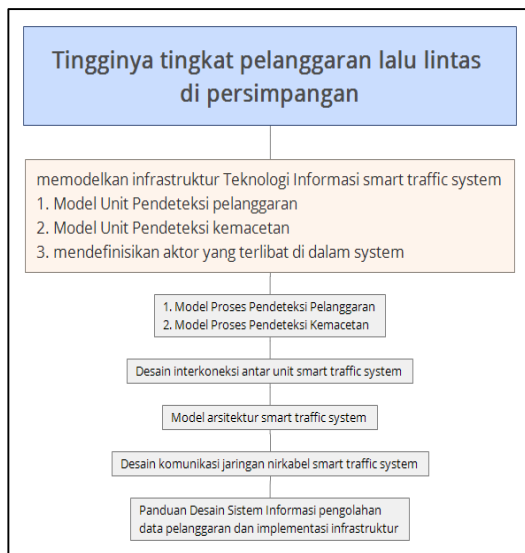 Tingginya tingkat pelanggaran lalu lintas
di persimpangan
memodelkan infrastruktur Teknologi Informasi smart traffic system
1. Model Unit Pendeteksi pelanggaran
2. Model Unit Pendeteksi kemacetan
3. mendefinisikan aktor yang terlibat di dalam system
1. Model Proses Pendeteksi Pelanggaran
2. Model Proses Pendeteksi Kemacetan
Desain interkoneksi antar unit smart traffic system
Model arsitektur smart traffic system
Desain komunikasi jaringan nirkabel smart traffic system
Panduan Desain Sistem Informasi pengolahan
data pelanggaran dan implementasi infrastruktur